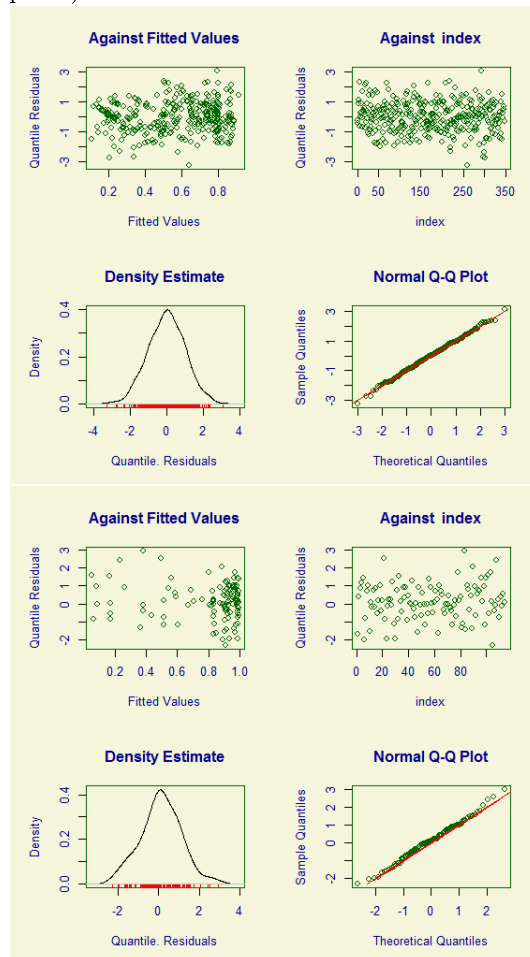 Against Fitted Values
Against index
Quantile Residuals
3
1
-1
-3
0.2 0.4 0.6 0.8
Fitted Values
Quantile Residuals
3
1
-1
-3
0 50 150 250 350
index
Density Estimate
Normal Q-Q Plot
Density
0.4
0.2
0.0
-4 -2 0 2 4
Quantile. Residuals
Sample Quantiles
3
1
-1
-3
-3 -2 -1 0 1 2 3
Theoretical Quantiles
Against Fitted Values
Against index
Quantile Residuals
3
2
0
-2
0.2 0.4 0.6 0.8 1.0
Fitted Values
Quantile Residuals
3
2
0
-2
0 20 40 60 80
index
Density Estimate
Normal Q-Q Plot
Density
0.4
0.2
0.0
-2 0 2 4
Quantile. Residuals
Sample Quantiles
3
2
0
-2
-2 -1 0 1 2
Theoretical Quantiles